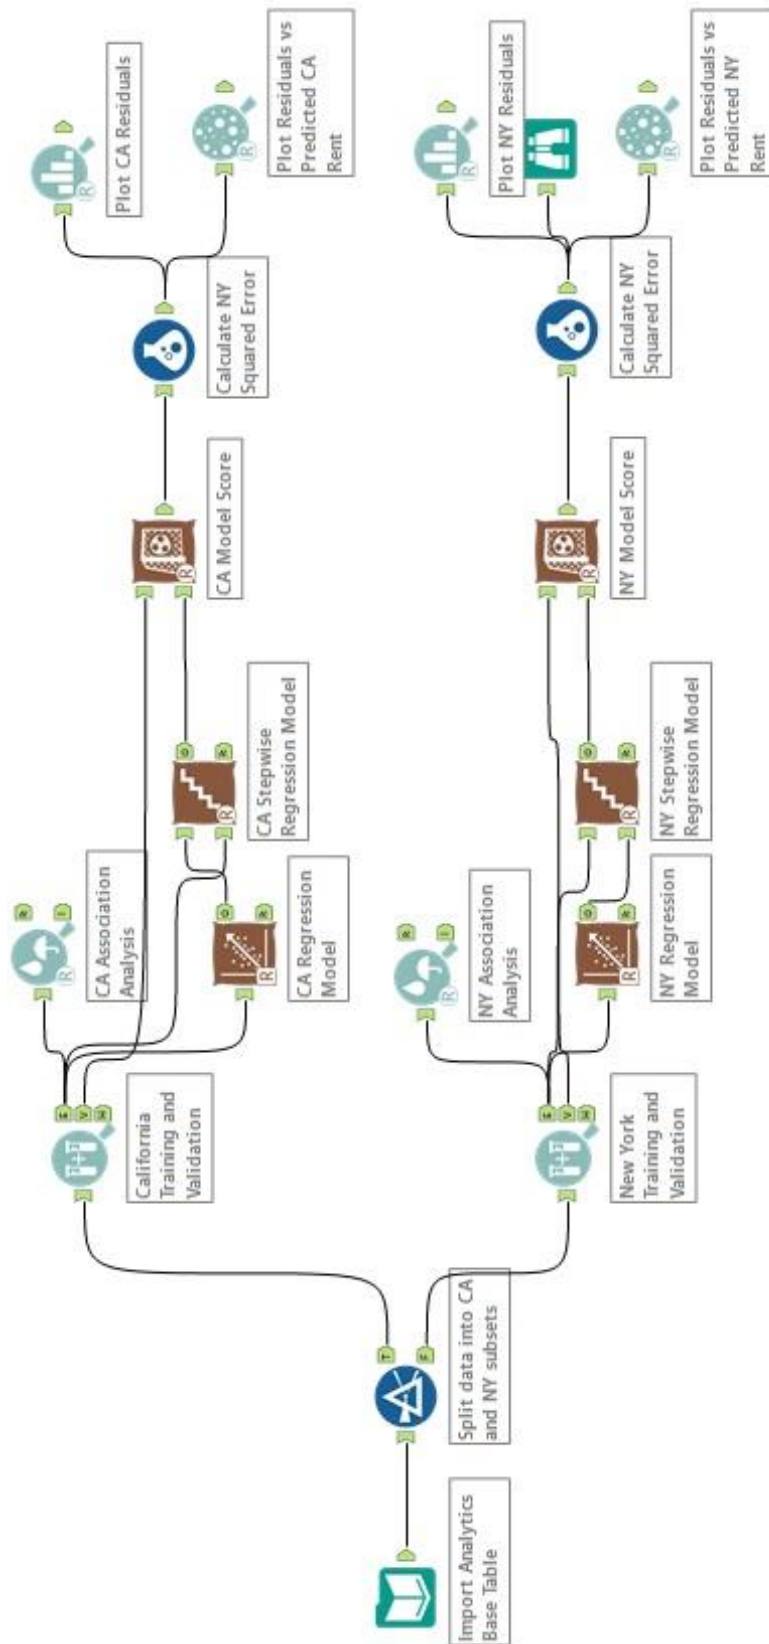 Import Analytics
Base Table
Split data into CA
and NY subsets
T
F
California
Training and
Validation
E
V
H
CA Association
Analysis
R
I
CA Regression
Model
O
R
R
R
CA Stepwise
Regression Model
O
R
R
CA Model Score
R
Calculate NY
Squared Error
Plot CA Residuals
R
Plot Residuals vs
Predicted CA
Rent
R
New York
Training and
Validation
E
V
H
NY Association
Analysis
R
I
R
NY Regression
Model
O
R
R
NY Stepwise
Regression Model
O
R
R
NY Model Score
R
Calculate NY
Squared Error
Plot NY Residuals
R
Plot Residuals vs
Predicted NY
Rent
R